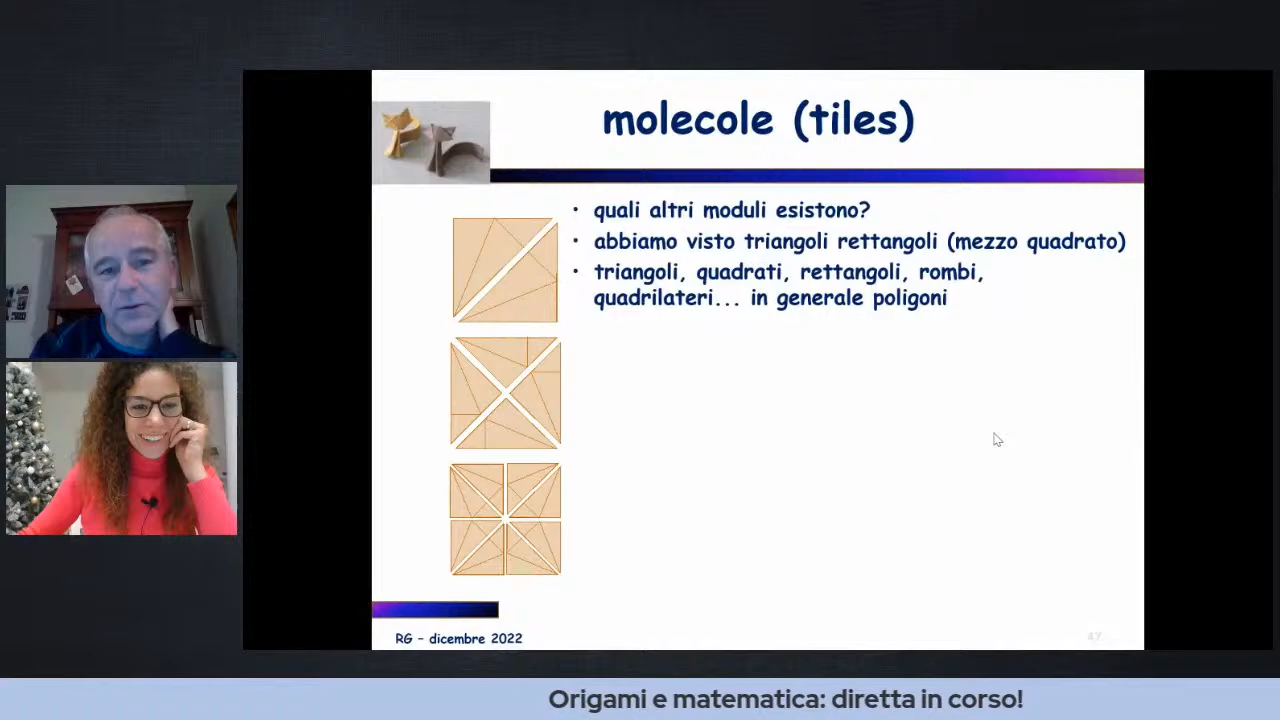 molecole (tiles)
• quali altri moduli esistono?
• abbiamo visto triangoli rettangoli (mezzo quadrato)
• triangoli, quadrati, rettangoli, rombi,
quadrilateri... in generale poligoni
RG - dicembre 2022
47
Origami e matematica: diretta in corso!